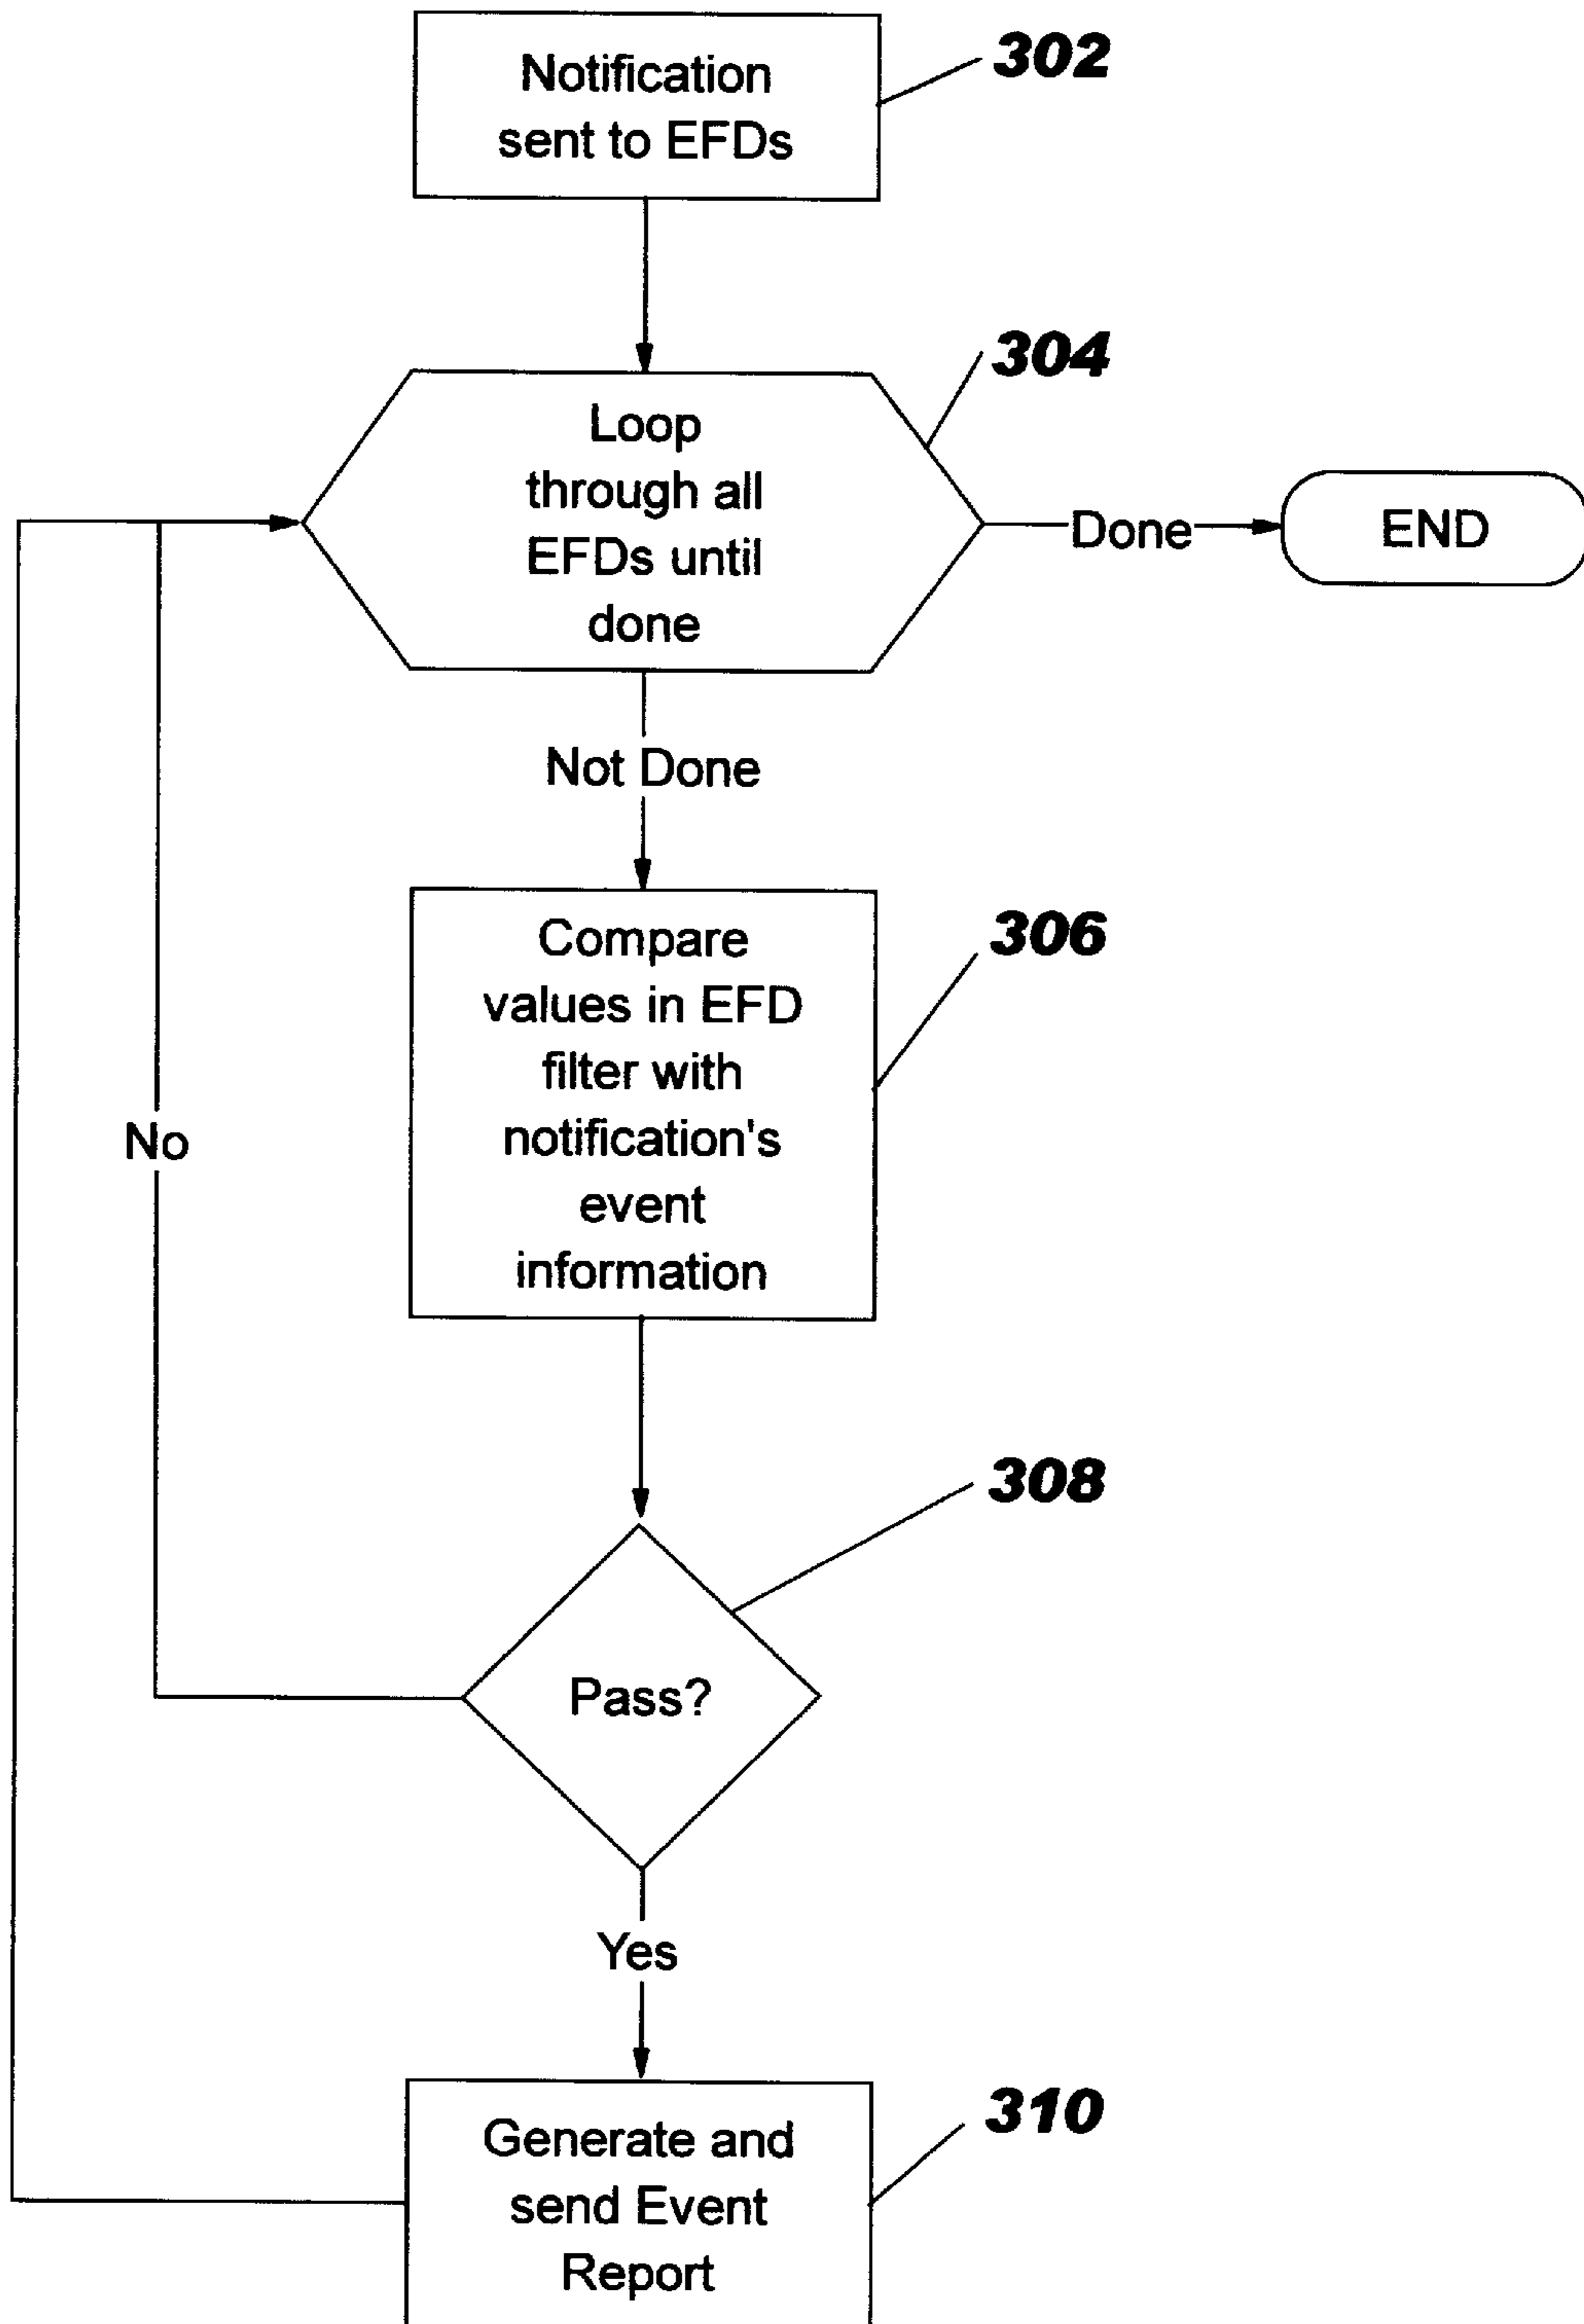 Notification
sent to EFDs
302
304
Loop
through all
EFDs until
done
Done
END
Not Done
Compare
values in EFD
filter with
notification's
event
information
306
No
308
Pass?
Yes
Generate and
send Event
Report
310